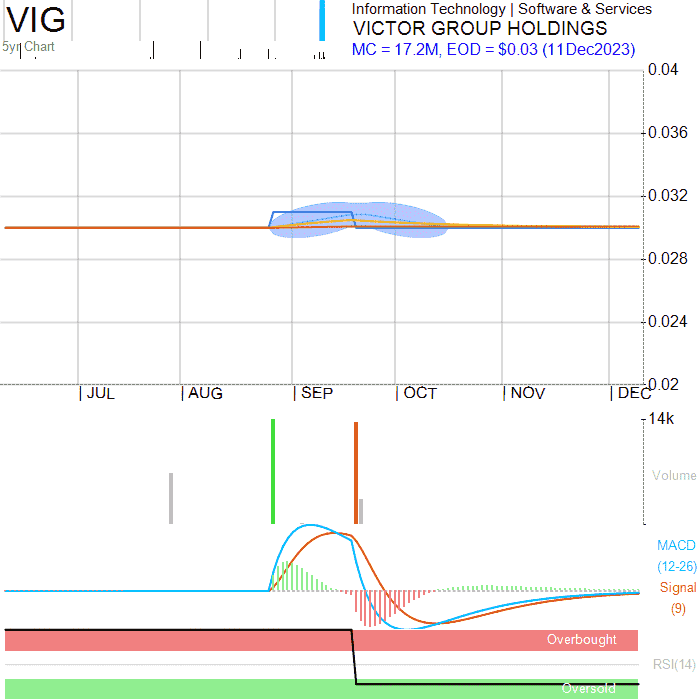 VIG
5yr Chart
Information Technology | Software & Services
VICTOR GROUP HOLDINGS
MC = 17.2M, EOD = $0.03 (11Dec2023)
0.04
0.036
0.032
0.028
0.024
0.02
| JUL | AUG | SEP | OCT | NOV | DEC
14k
Volume
MACD
(12-26)
Signal
(9)
Overbought
RSI(14)
Oversold